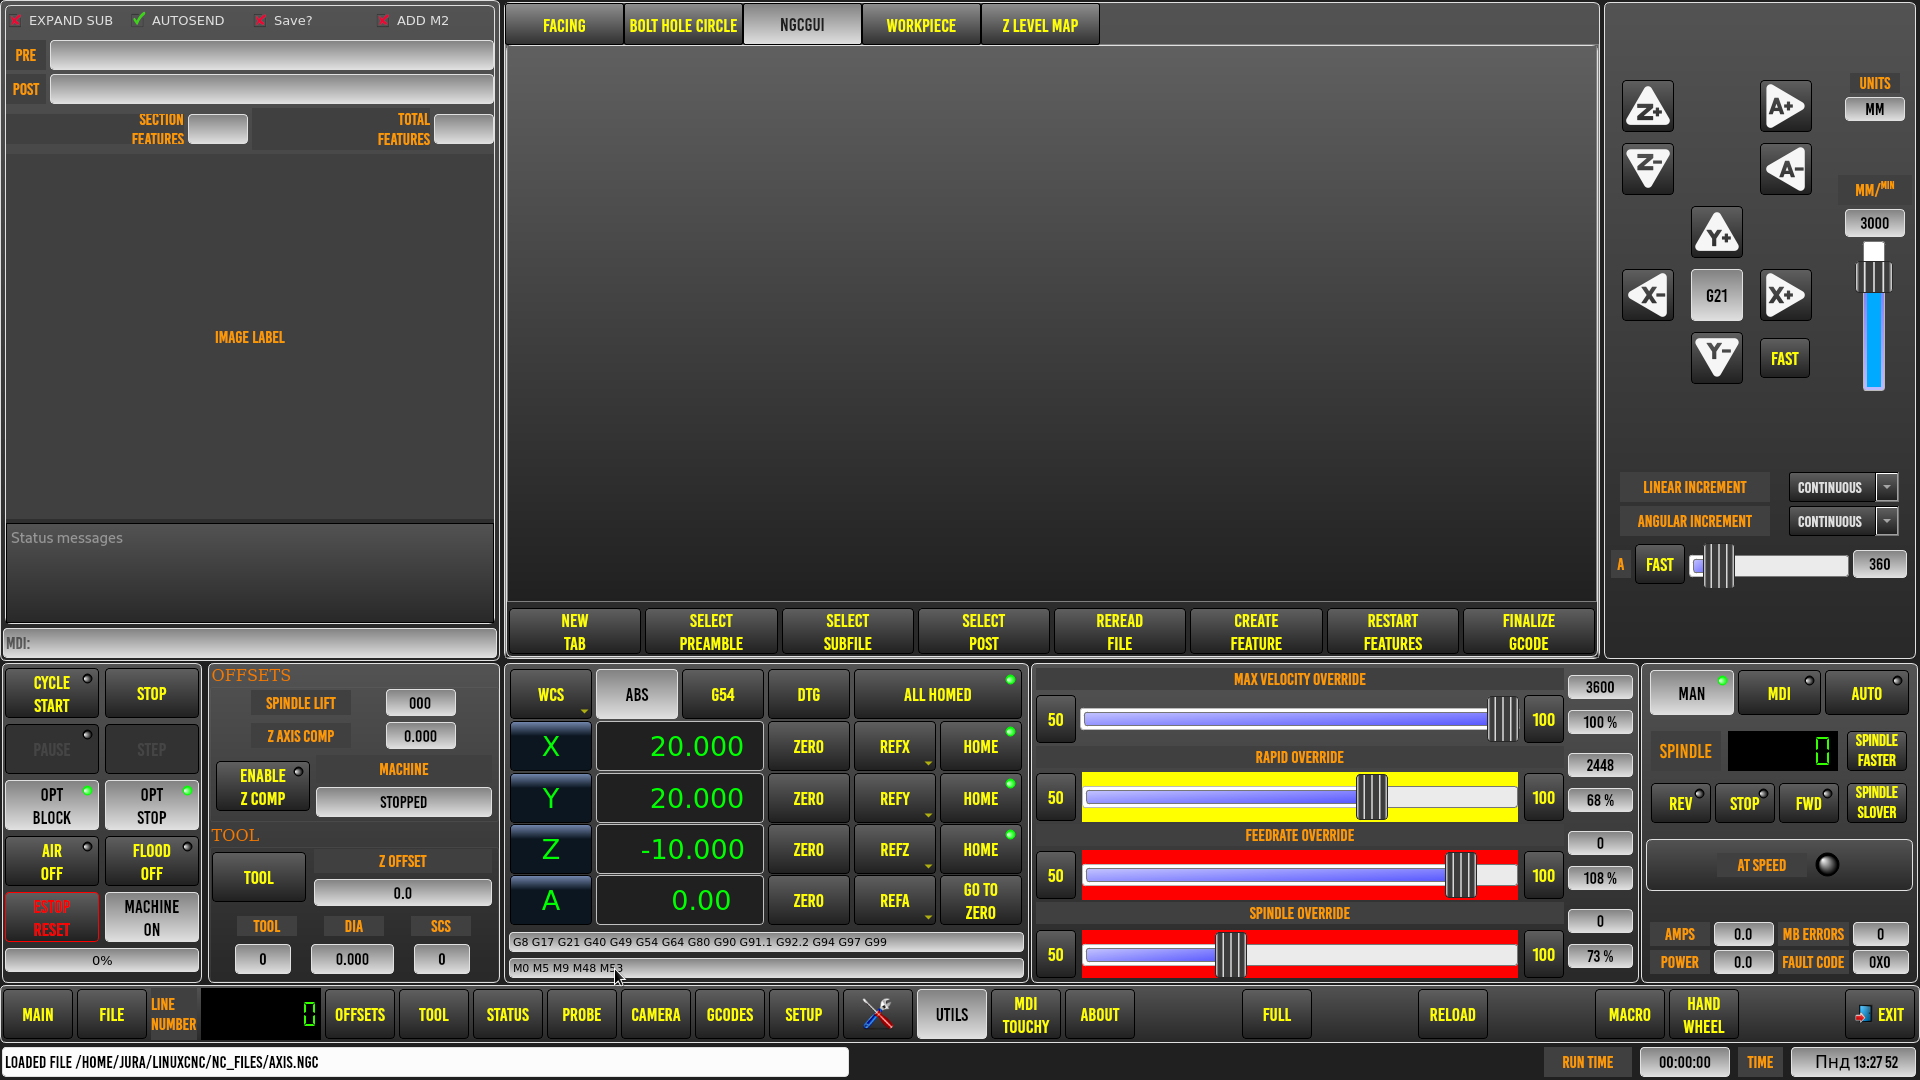 EXPAND SUB AUTOSEND Save? ADD M2
PRE
POST
SECTION FEATURES
TOTAL FEATURES
IMAGE LABEL
Status messages
MDI:
FACING BOLT HOLE CIRCLE NGCGUI WORKPIECE Z LEVEL MAP
NEW TAB
SELECT PREAMBLE
SELECT SUBFILE
SELECT POST
REREAD FILE
CREATE FEATURE
RESTART FEATURES
FINALIZE GCODE
Z+ A+
UNITS
MM
Z- A-
MM/MIN
3000
Y+
X- G21 X+
Y- FAST
LINEAR INCREMENT CONTINUOUS
ANGULAR INCREMENT CONTINUOUS
A FAST 360
CYCLE START
STOP
PAUSE STEP
OPT BLOCK
OPT STOP
AIR OFF
FLOOD OFF
ESTOP RESET
MACHINE ON
0%
OFFSETS
SPINDLE LIFT 000
Z AXIS COMP 0.000
ENABLE Z COMP
MACHINE
STOPPED
TOOL
TOOL
Z OFFSET
0.0
TOOL DIA SCS
0 0.000 0
WCS ABS G54 DTG ALL HOMED
X 20.000 ZERO REFX HOME
Y 20.000 ZERO REFY HOME
Z -10.000 ZERO REFZ HOME
A 0.00 ZERO REFA GO TO ZERO
G8 G17 G21 G40 G49 G54 G64 G80 G90 G91.1 G92.2 G94 G97 G99
M0 M5 M9 M48 M53
MAX VELOCITY OVERRIDE 3600
50 100 100 %
RAPID OVERRIDE 2448
50 100 68 %
FEEDRATE OVERRIDE 0
50 100 108 %
SPINDLE OVERRIDE 0
50 100 73 %
MAN MDI AUTO
SPINDLE 0 SPINDLE FASTER
REV STOP FWD SPINDLE SLOVER
AT SPEED
AMPS 0.0 MB ERRORS 0
POWER 0.0 FAULT CODE 0X0
MAIN FILE LINE NUMBER 0 OFFSETS TOOL STATUS PROBE CAMERA GCODES SETUP UTILS MDI TOUCHY ABOUT FULL RELOAD MACRO HAND WHEEL EXIT
LOADED FILE /HOME/JURA/LINUXCNC/NC_FILES/AXIS.NGC
RUN TIME 00:00:00 TIME Пнд 13:27 52